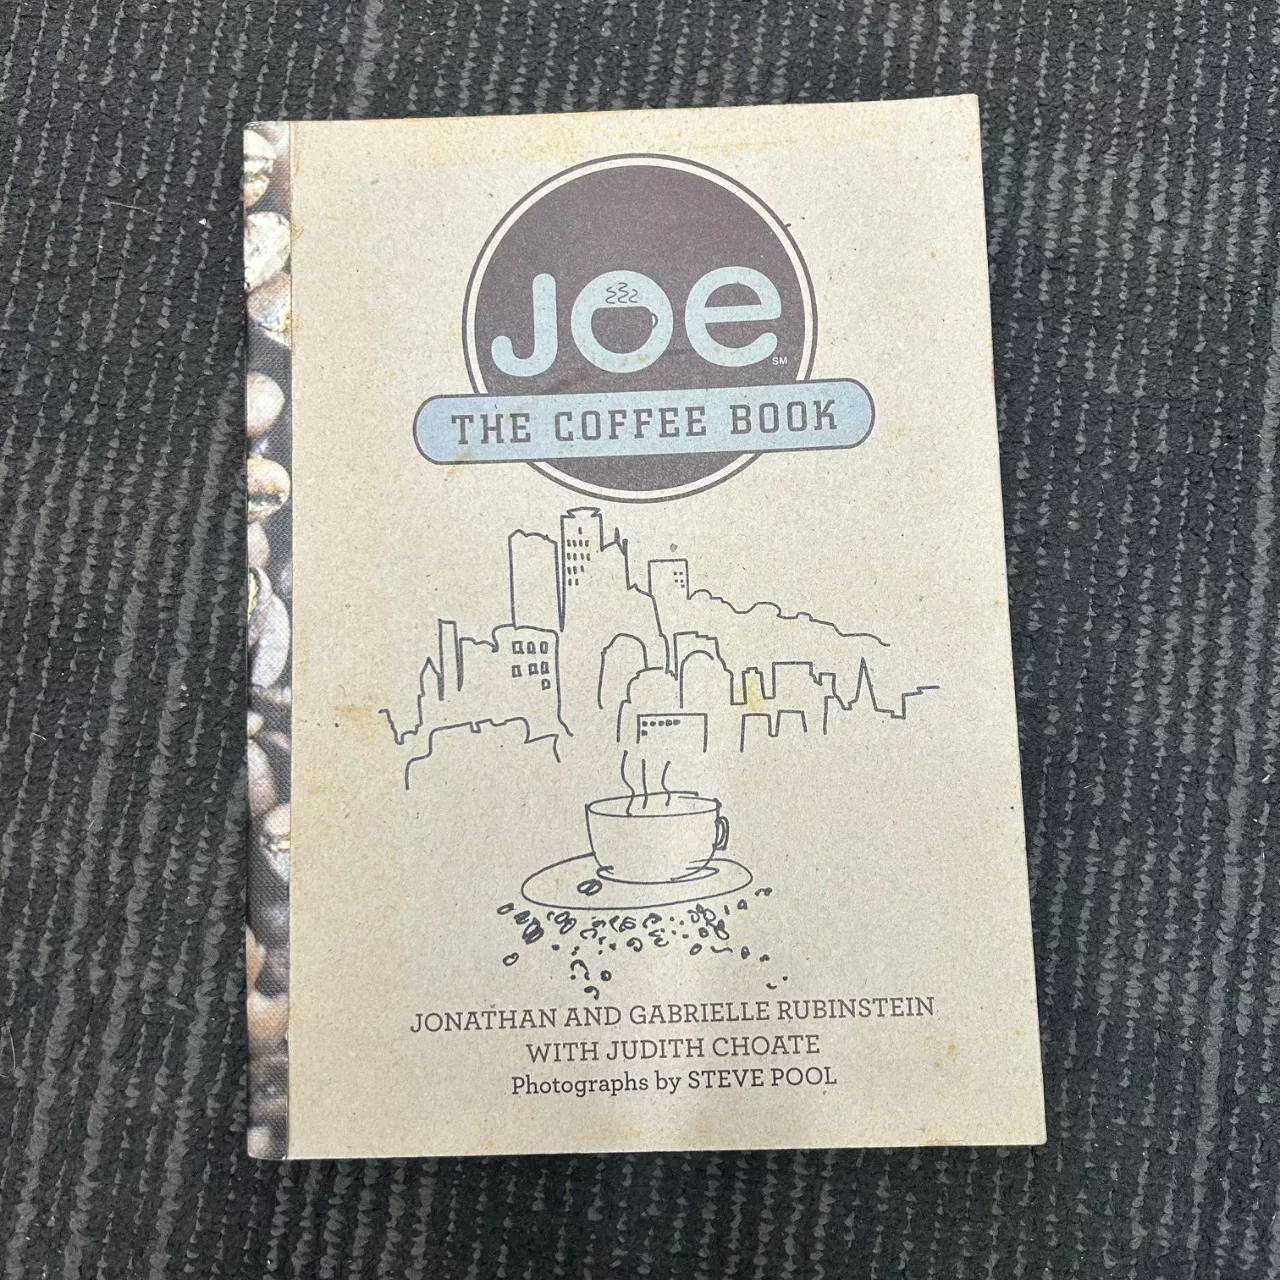 JOE
SM
THE COFFEE BOOK
JONATHAN AND GABRIELLE RUBINSTEIN
WITH JUDITH CHOATE
Photographs by STEVE POOL